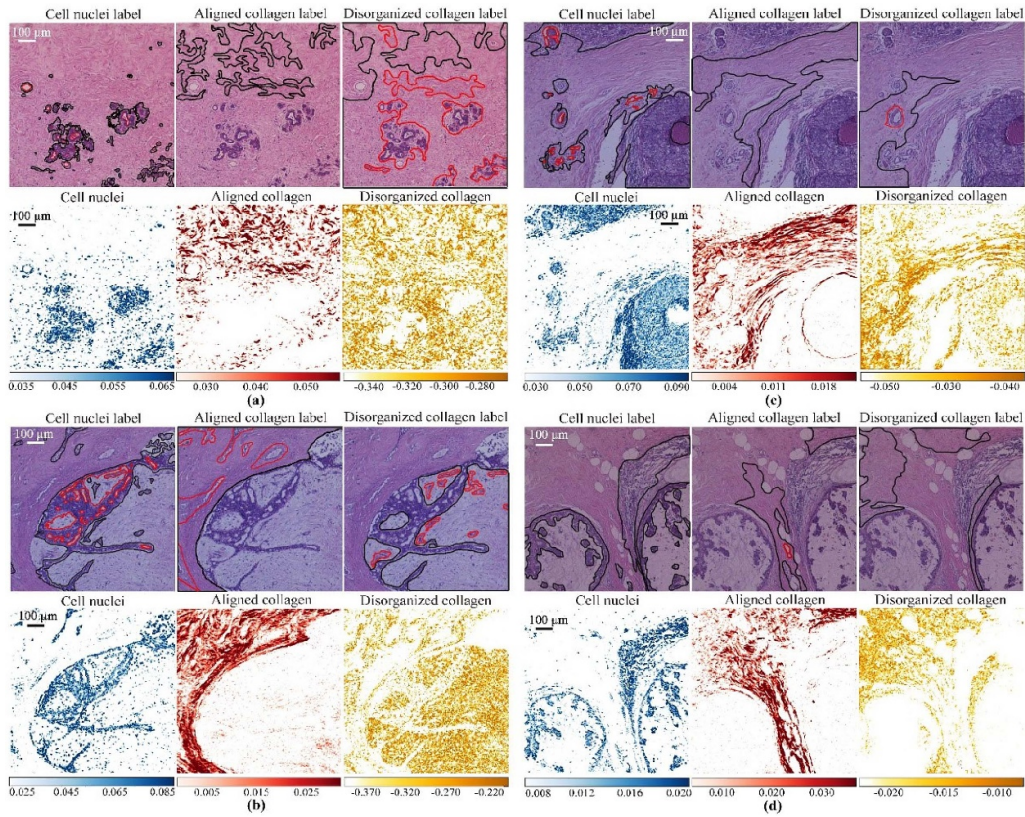 Cell nuclei label Aligned collagen label Disorganized collagen label
100 µm
Cell nuclei Aligned collagen Disorganized collagen
100 µm
0.035 0.045 0.055 0.065 0.030 0.040 0.050 -0.340 -0.320 -0.300 -0.280
(a)
Cell nuclei label Aligned collagen label Disorganized collagen label
100 µm
Cell nuclei Aligned collagen Disorganized collagen
100 µm
0.030 0.050 0.070 0.090 0.004 0.011 0.018 -0.050 -0.040
(c)
Cell nuclei label Aligned collagen label Disorganized collagen label
100 µm
Cell nuclei Aligned collagen Disorganized collagen
100 µm
0.025 0.045 0.065 0.085 0.005 0.015 0.025 -0.370 -0.320 -0.270 -0.220
(b)
Cell nuclei label Aligned collagen label Disorganized collagen label
100 µm
Cell nuclei Aligned collagen Disorganized collagen
100 µm
0.008 0.012 0.016 0.020 0.010 0.020 0.030 -0.020 -0.015 -0.010
(d)